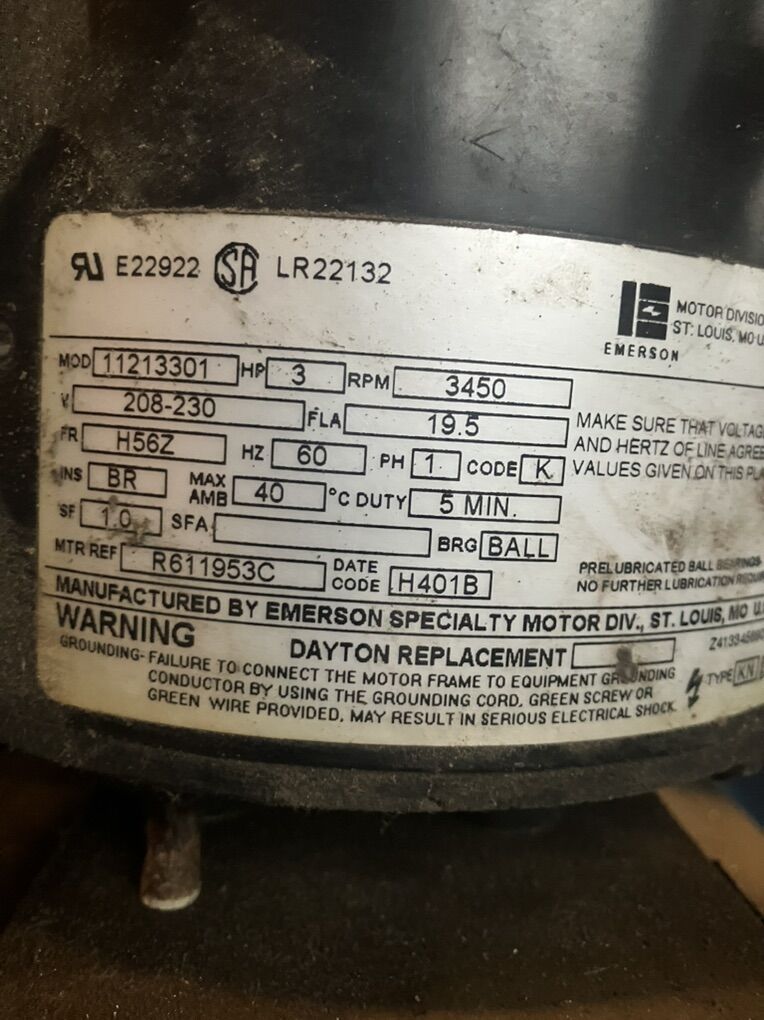 E22922 LR22132
MOTOR DIVISIO
ST. LOUIS, MO U
EMERSON
MOD 11213301 HP 3 RPM 3450
V 208-230 FLA 19.5
FR H56Z HZ 60 PH 1 CODE K
MAKE SURE THAT VOLTAG
AND HERTZ OF LINE AGREE
VALUES GIVEN ON THIS PLA
INS BR MAX AMB 40 °C DUTY 5 MIN.
SF 1.0 SFA BRG BALL
MTR REF R611953C DATE CODE H401B
PRELUBRICATED BALL BEARINGS
NO FURTHER LUBRICATION REQUIR
MANUFACTURED BY EMERSON SPECIALTY MOTOR DIV., ST. LOUIS, MO U.
WARNING
DAYTON REPLACEMENT
GROUNDING- FAILURE TO CONNECT THE MOTOR FRAME TO EQUIPMENT GROUNDING
CONDUCTOR BY USING THE GROUNDING CORD, GREEN SCREW OR
GREEN WIRE PROVIDED, MAY RESULT IN SERIOUS ELECTRICAL SHOCK.
TYPE KN